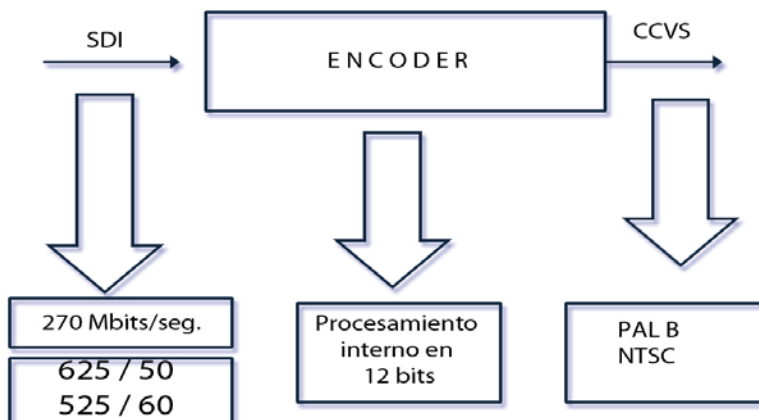 SDI
ENCODER
CCVS
270 Mbits/seg.
625 / 50
525 / 60
Procesamiento
interno en
12 bits
PAL B
NTSC